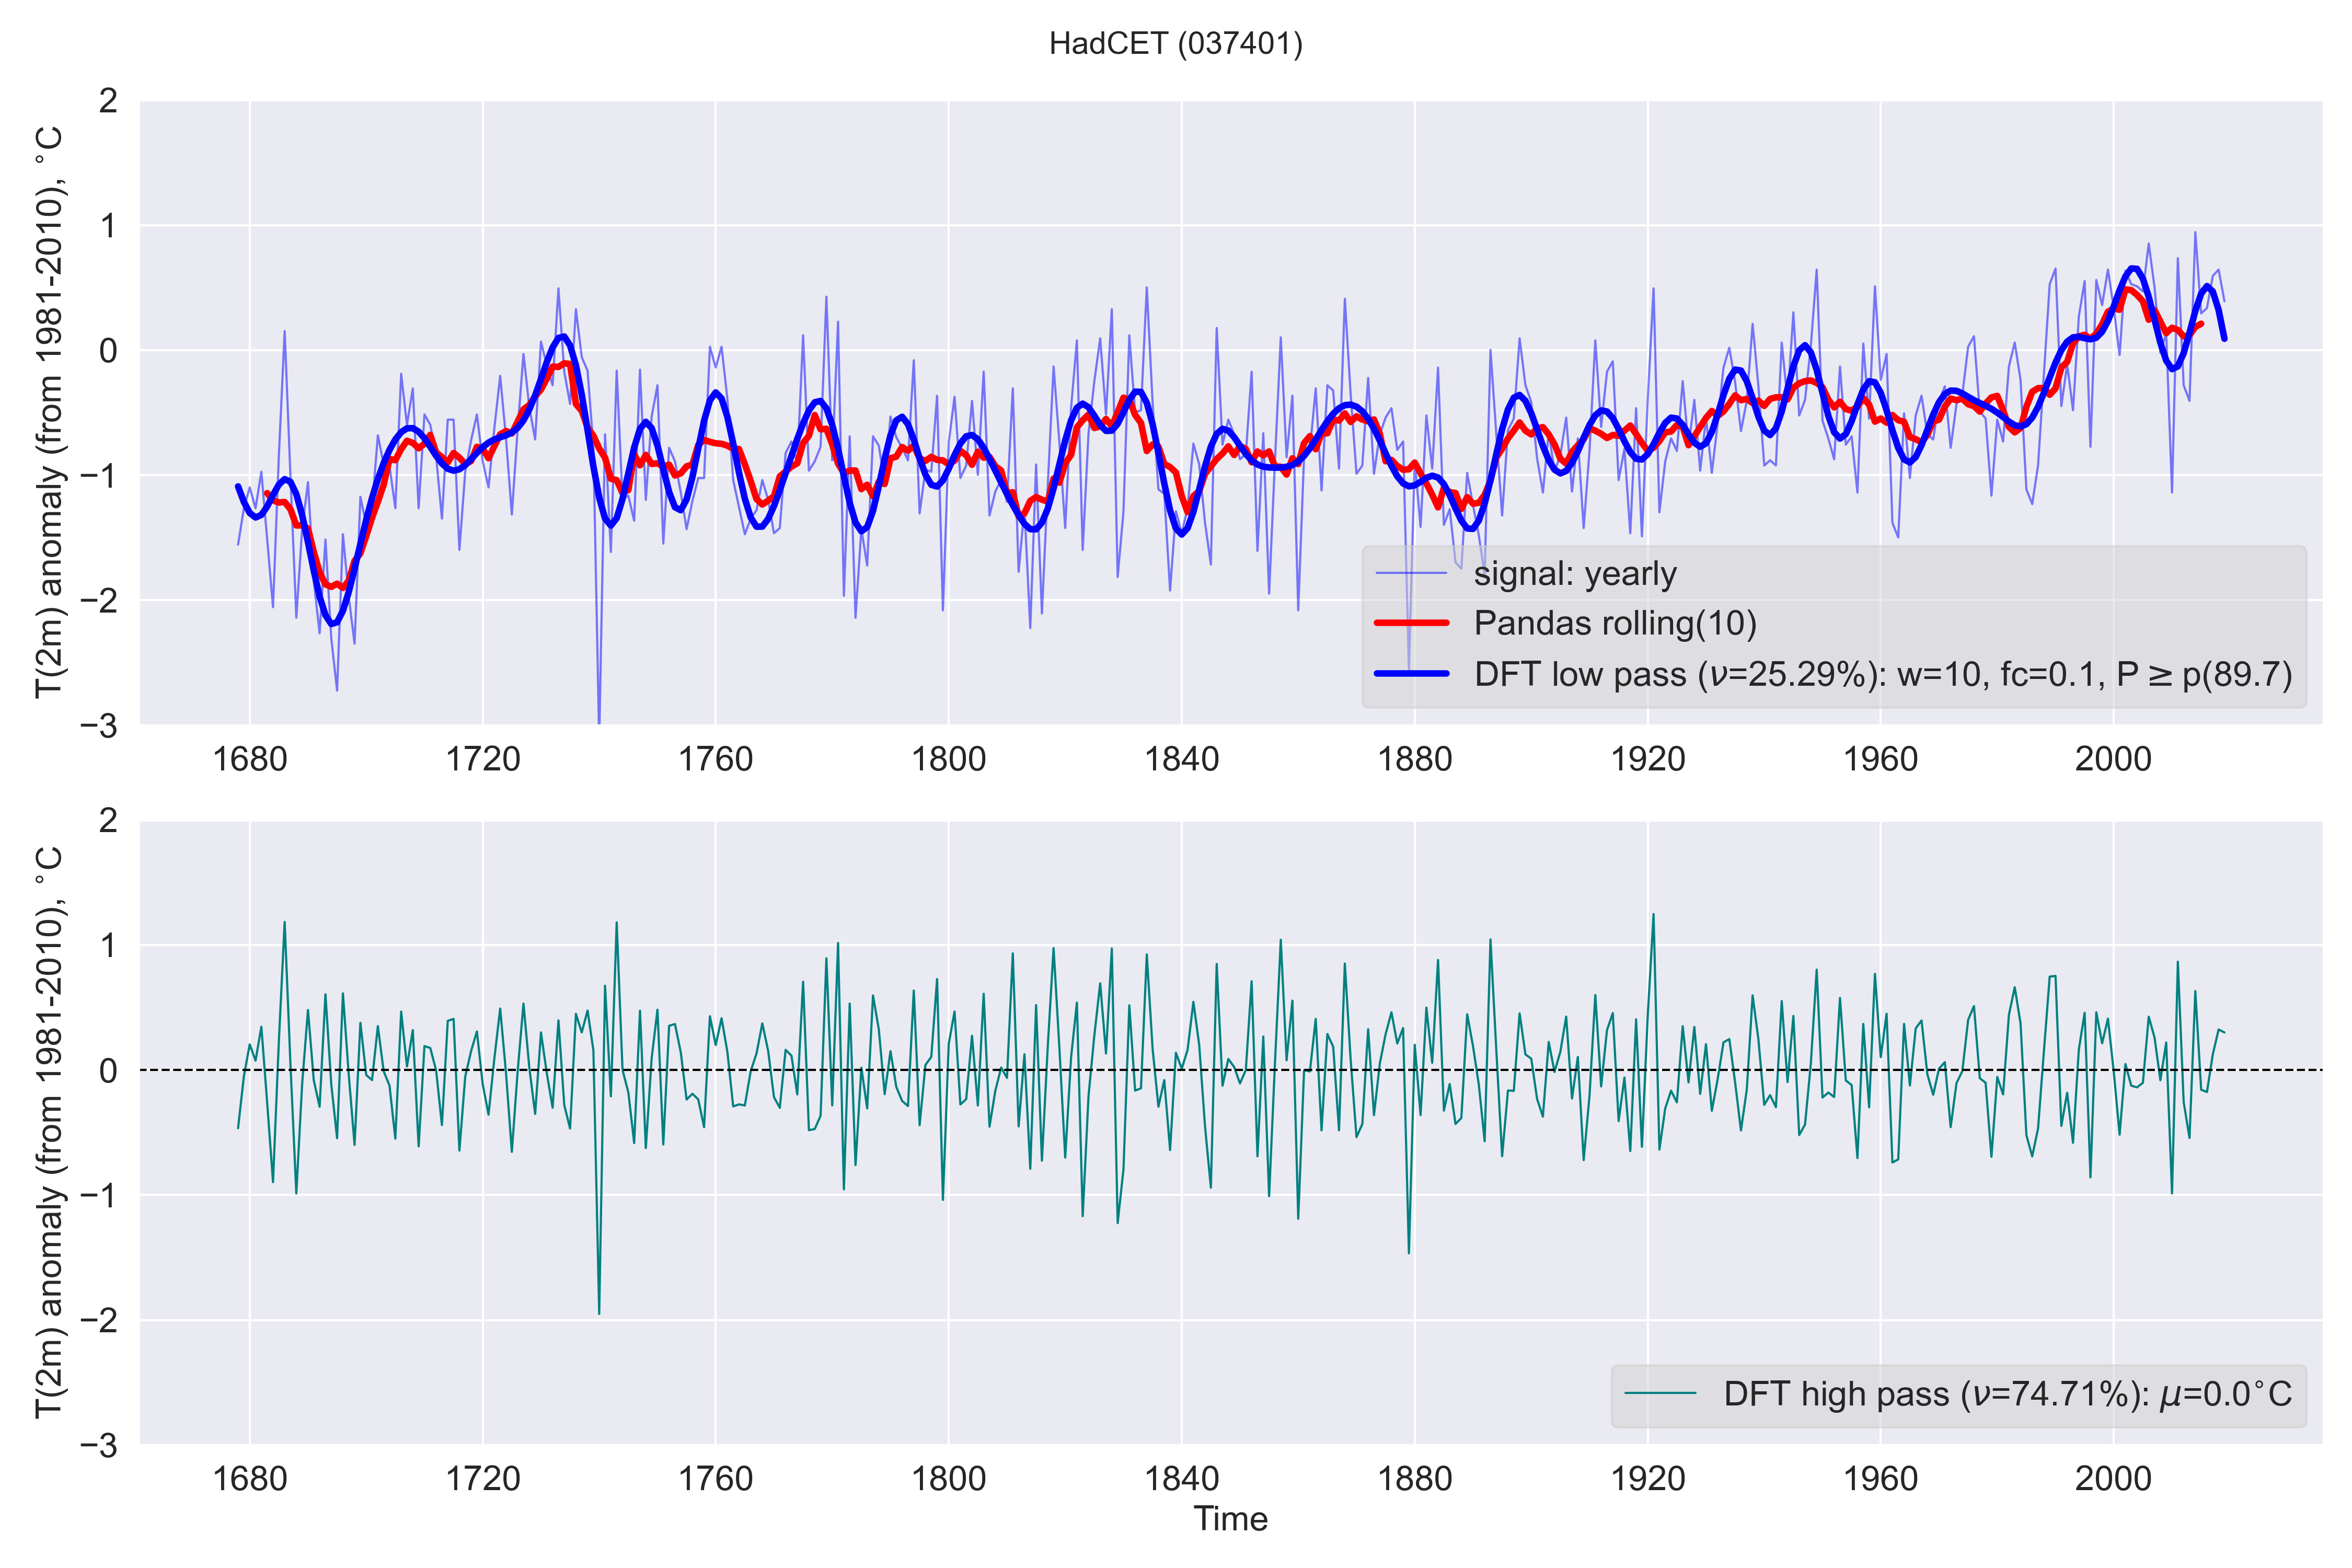 HadCET (037401)
T(2m) anomaly (from 1981-2010), °C
2
1
0
−1
−2
−3
signal: yearly
Pandas rolling(10)
DFT low pass (ν=25.29%): w=10, fc=0.1, P ≥ p(89.7)
1680 1720 1760 1800 1840 1880 1920 1960 2000
T(2m) anomaly (from 1981-2010), °C
2
1
0
−1
−2
−3
DFT high pass (ν=74.71%): μ=0.0°C
1680 1720 1760 1800 1840 1880 1920 1960 2000
Time